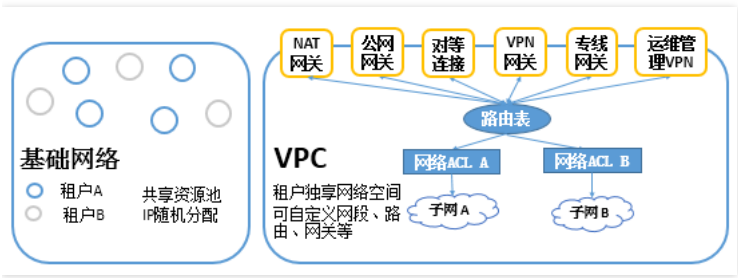 基础网络
租户A
租户B
共享资源池
IP随机分配
NAT
网关
公网
网关
对等
连接
VPN
网关
专线
网关
运维管
理VPN
路由表
网络ACL A
网络ACL B
子网A
子网B
VPC
租户独享网络空间
可自定义网段、路
由、网关等